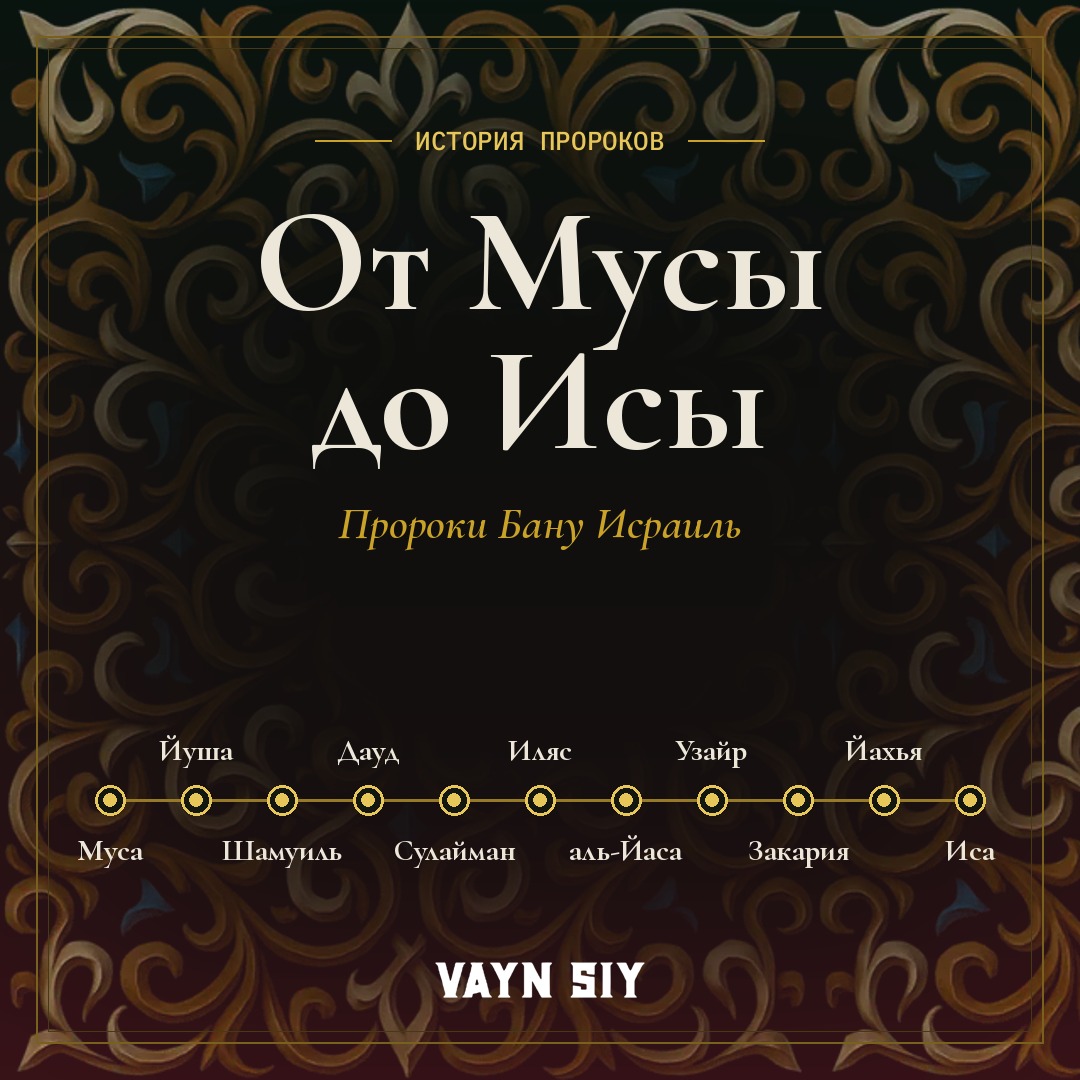 ИСТОРИЯ ПРОРОКОВ
От Мусы
до Исы
Пророки Бану Исраиль
Йуша Дауд Иляс Узайр Йахья
Муса Шамуиль Сулайман аль-Йаса Закария Иса
VAYN SIY